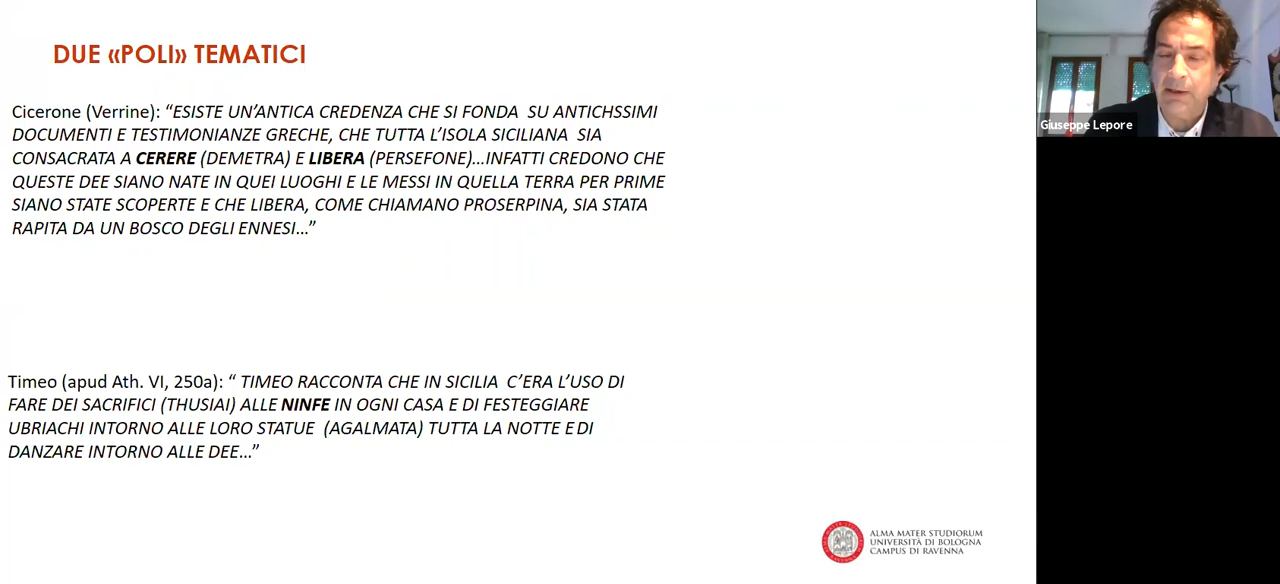 DUE «POLI» TEMATICI
Cicerone (Verrine): “ESISTE UN’ANTICA CREDENZA CHE SI FONDA SU ANTICHSSIMI
DOCUMENTI E TESTIMONIANZE GRECHE, CHE TUTTA L’ISOLA SICILIANA SIA
CONSACRATA A CERERE (DEMETRA) E LIBERA (PERSEFONE)…INFATTI CREDONO CHE
QUESTE DEE SIANO NATE IN QUEI LUOGHI E LE MESSI IN QUELLA TERRA PER PRIME
SIANO STATE SCOPERTE E CHE LIBERA, COME CHIAMANO PROSERPINA, SIA STATA
RAPITA DA UN BOSCO DEGLI ENNESI…”
Timeo (apud Ath. VI, 250a): “ TIMEO RACCONTA CHE IN SICILIA C’ERA L’USO DI
FARE DEI SACRIFICI (THUSIAI) ALLE NINFE IN OGNI CASA E DI FESTEGGIARE
UBRIACHI INTORNO ALLE LORO STATUE (AGALMATA) TUTTA LA NOTTE E DI
DANZARE INTORNO ALLE DEE…”
ALMA MATER STUDIORUM
UNIVERSITÀ DI BOLOGNA
CAMPUS DI RAVENNA
Giuseppe Lepore